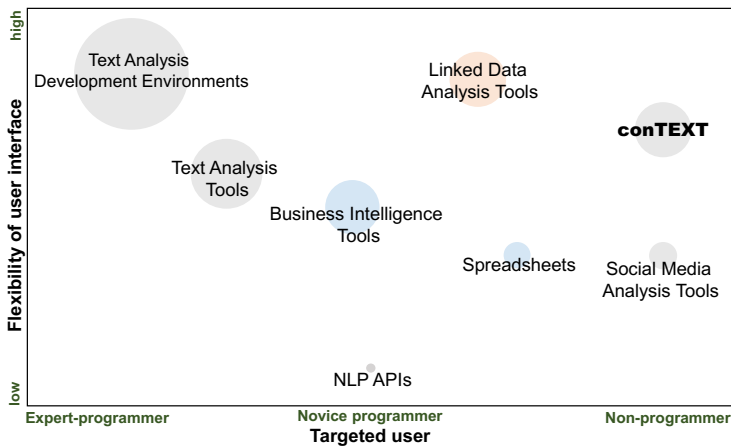 high
Text Analysis
Development Environments
Linked Data
Analysis Tools
conTEXT
Text Analysis
Tools
Business Intelligence
Tools
Spreadsheets
Social Media
Analysis Tools
NLP APIs
Flexibility of user interface
low
Expert-programmer
Novice programmer
Non-programmer
Targeted user